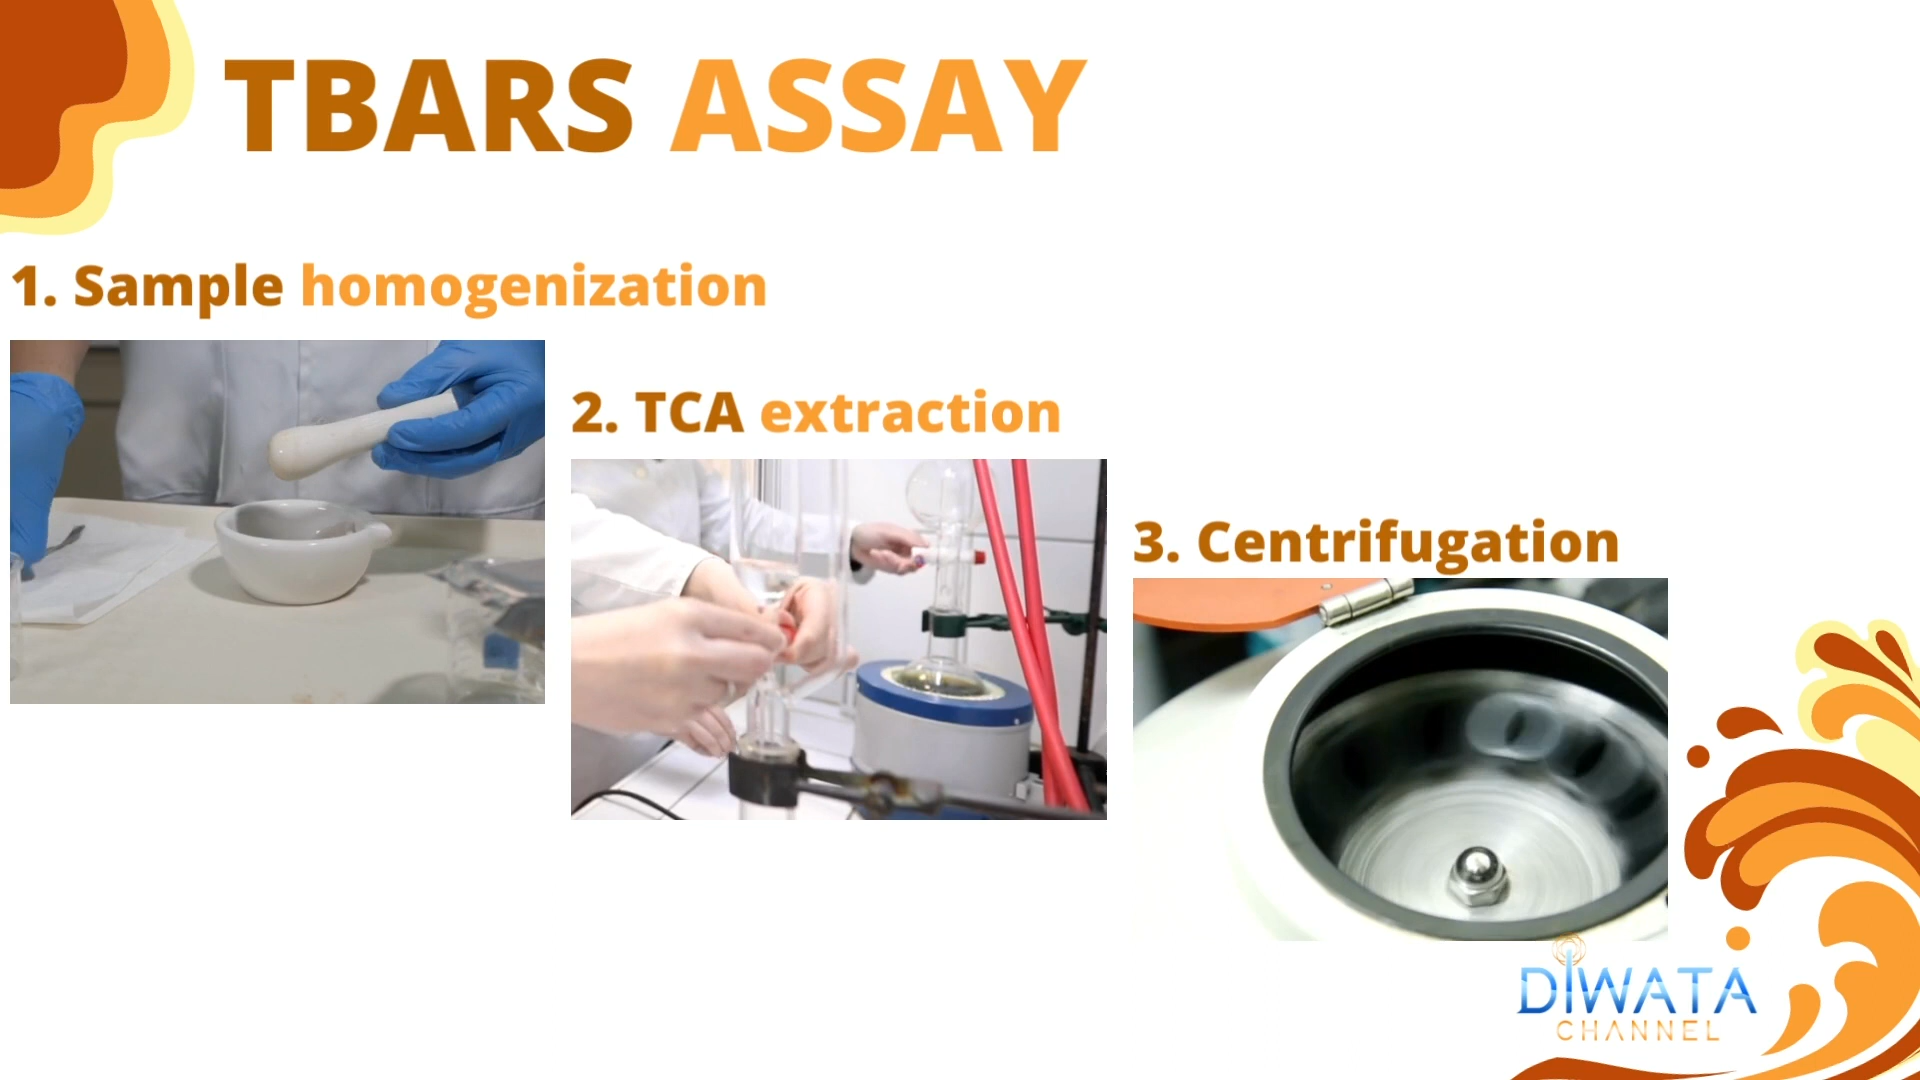 TBARS ASSAY
1. Sample homogenization
2. TCA extraction
3. Centrifugation
DIWATA
CHANNEL